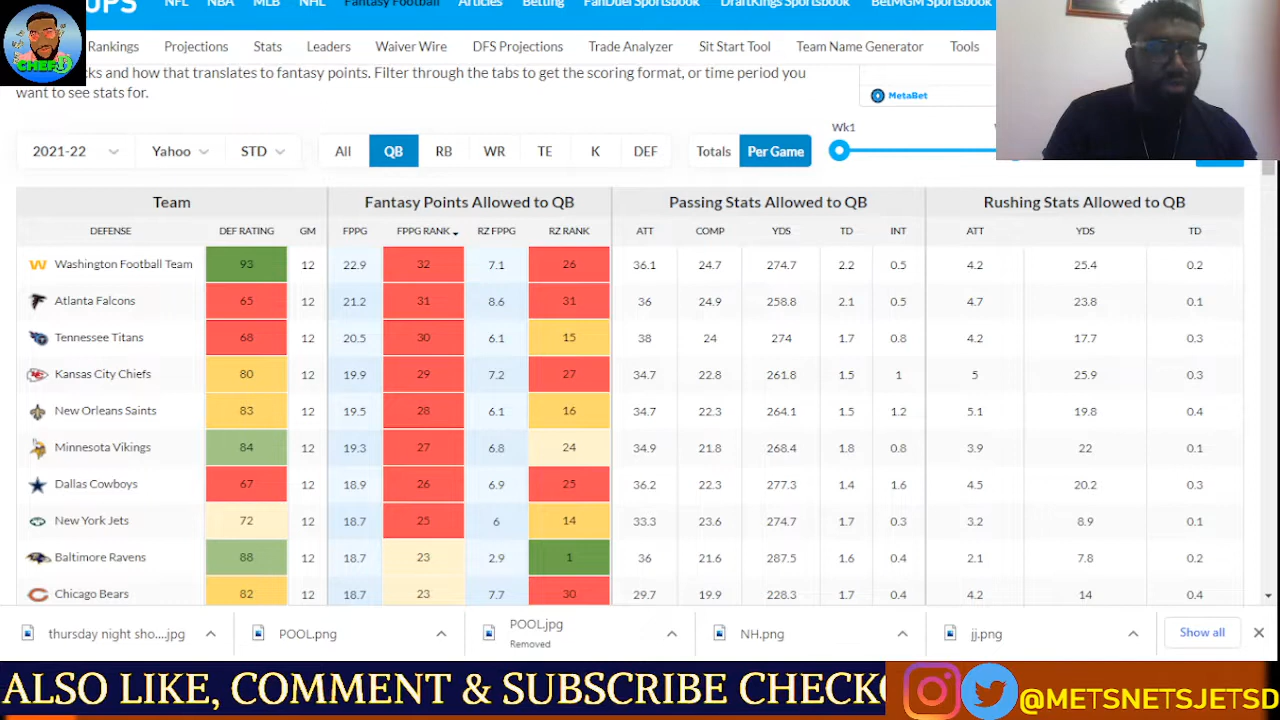 UPS NFL NBA MLB NHL Fantasy Football Articles Betting FanDuel Sportsbook DraftKings Sportsbook BetMGM Sportsbook
CHEF
Rankings Projections Stats Leaders Waiver Wire DFS Projections Trade Analyzer Sit Start Tool Team Name Generator Tools
cks and how that translates to fantasy points. Filter through the tabs to get the scoring format, or time period you
want to see stats for.
MetaBet
Wk1
2021-22 Yahoo STD All QB RB WR TE K DEF Totals Per Game
Team Fantasy Points Allowed to QB Passing Stats Allowed to QB Rushing Stats Allowed to QB
DEFENSE DEF RATING GM FPPG FPPG RANK RZ FPPG RZ RANK ATT COMP YDS TD INT ATT YDS TD
Washington Football Team 93 12 22.9 32 7.1 26 36.1 24.7 274.7 2.2 0.5 4.2 25.4 0.2
Atlanta Falcons 65 12 21.2 31 8.6 31 36 24.9 258.8 2.1 0.5 4.7 23.8 0.1
Tennessee Titans 68 12 20.5 30 6.1 15 38 24 274 1.7 0.8 4.2 17.7 0.3
Kansas City Chiefs 80 12 19.9 29 7.2 27 34.7 22.8 261.8 1.5 1 5 25.9 0.3
New Orleans Saints 83 12 19.5 28 6.1 16 34.7 22.3 264.1 1.5 1.2 5.1 19.8 0.4
Minnesota Vikings 84 12 19.3 27 6.8 24 34.9 21.8 268.4 1.8 0.8 3.9 22 0.1
Dallas Cowboys 67 12 18.9 26 6.9 25 36.2 22.3 277.3 1.4 1.6 4.5 20.2 0.3
New York Jets 72 12 18.7 25 6 14 33.3 23.6 274.7 1.7 0.3 3.2 8.9 0.1
Baltimore Ravens 88 12 18.7 23 2.9 1 36 21.6 287.5 1.6 0.4 2.1 7.8 0.2
Chicago Bears 82 12 18.7 23 7.7 30 29.7 19.9 228.3 1.7 0.4 4.2 14 0.4
thursday night sho....jpg POOL.png POOL.jpg NH.png jj.png Show all
Removed
ALSO LIKE, COMMENT & SUBSCRIBE CHECK @METSNETSJETSD